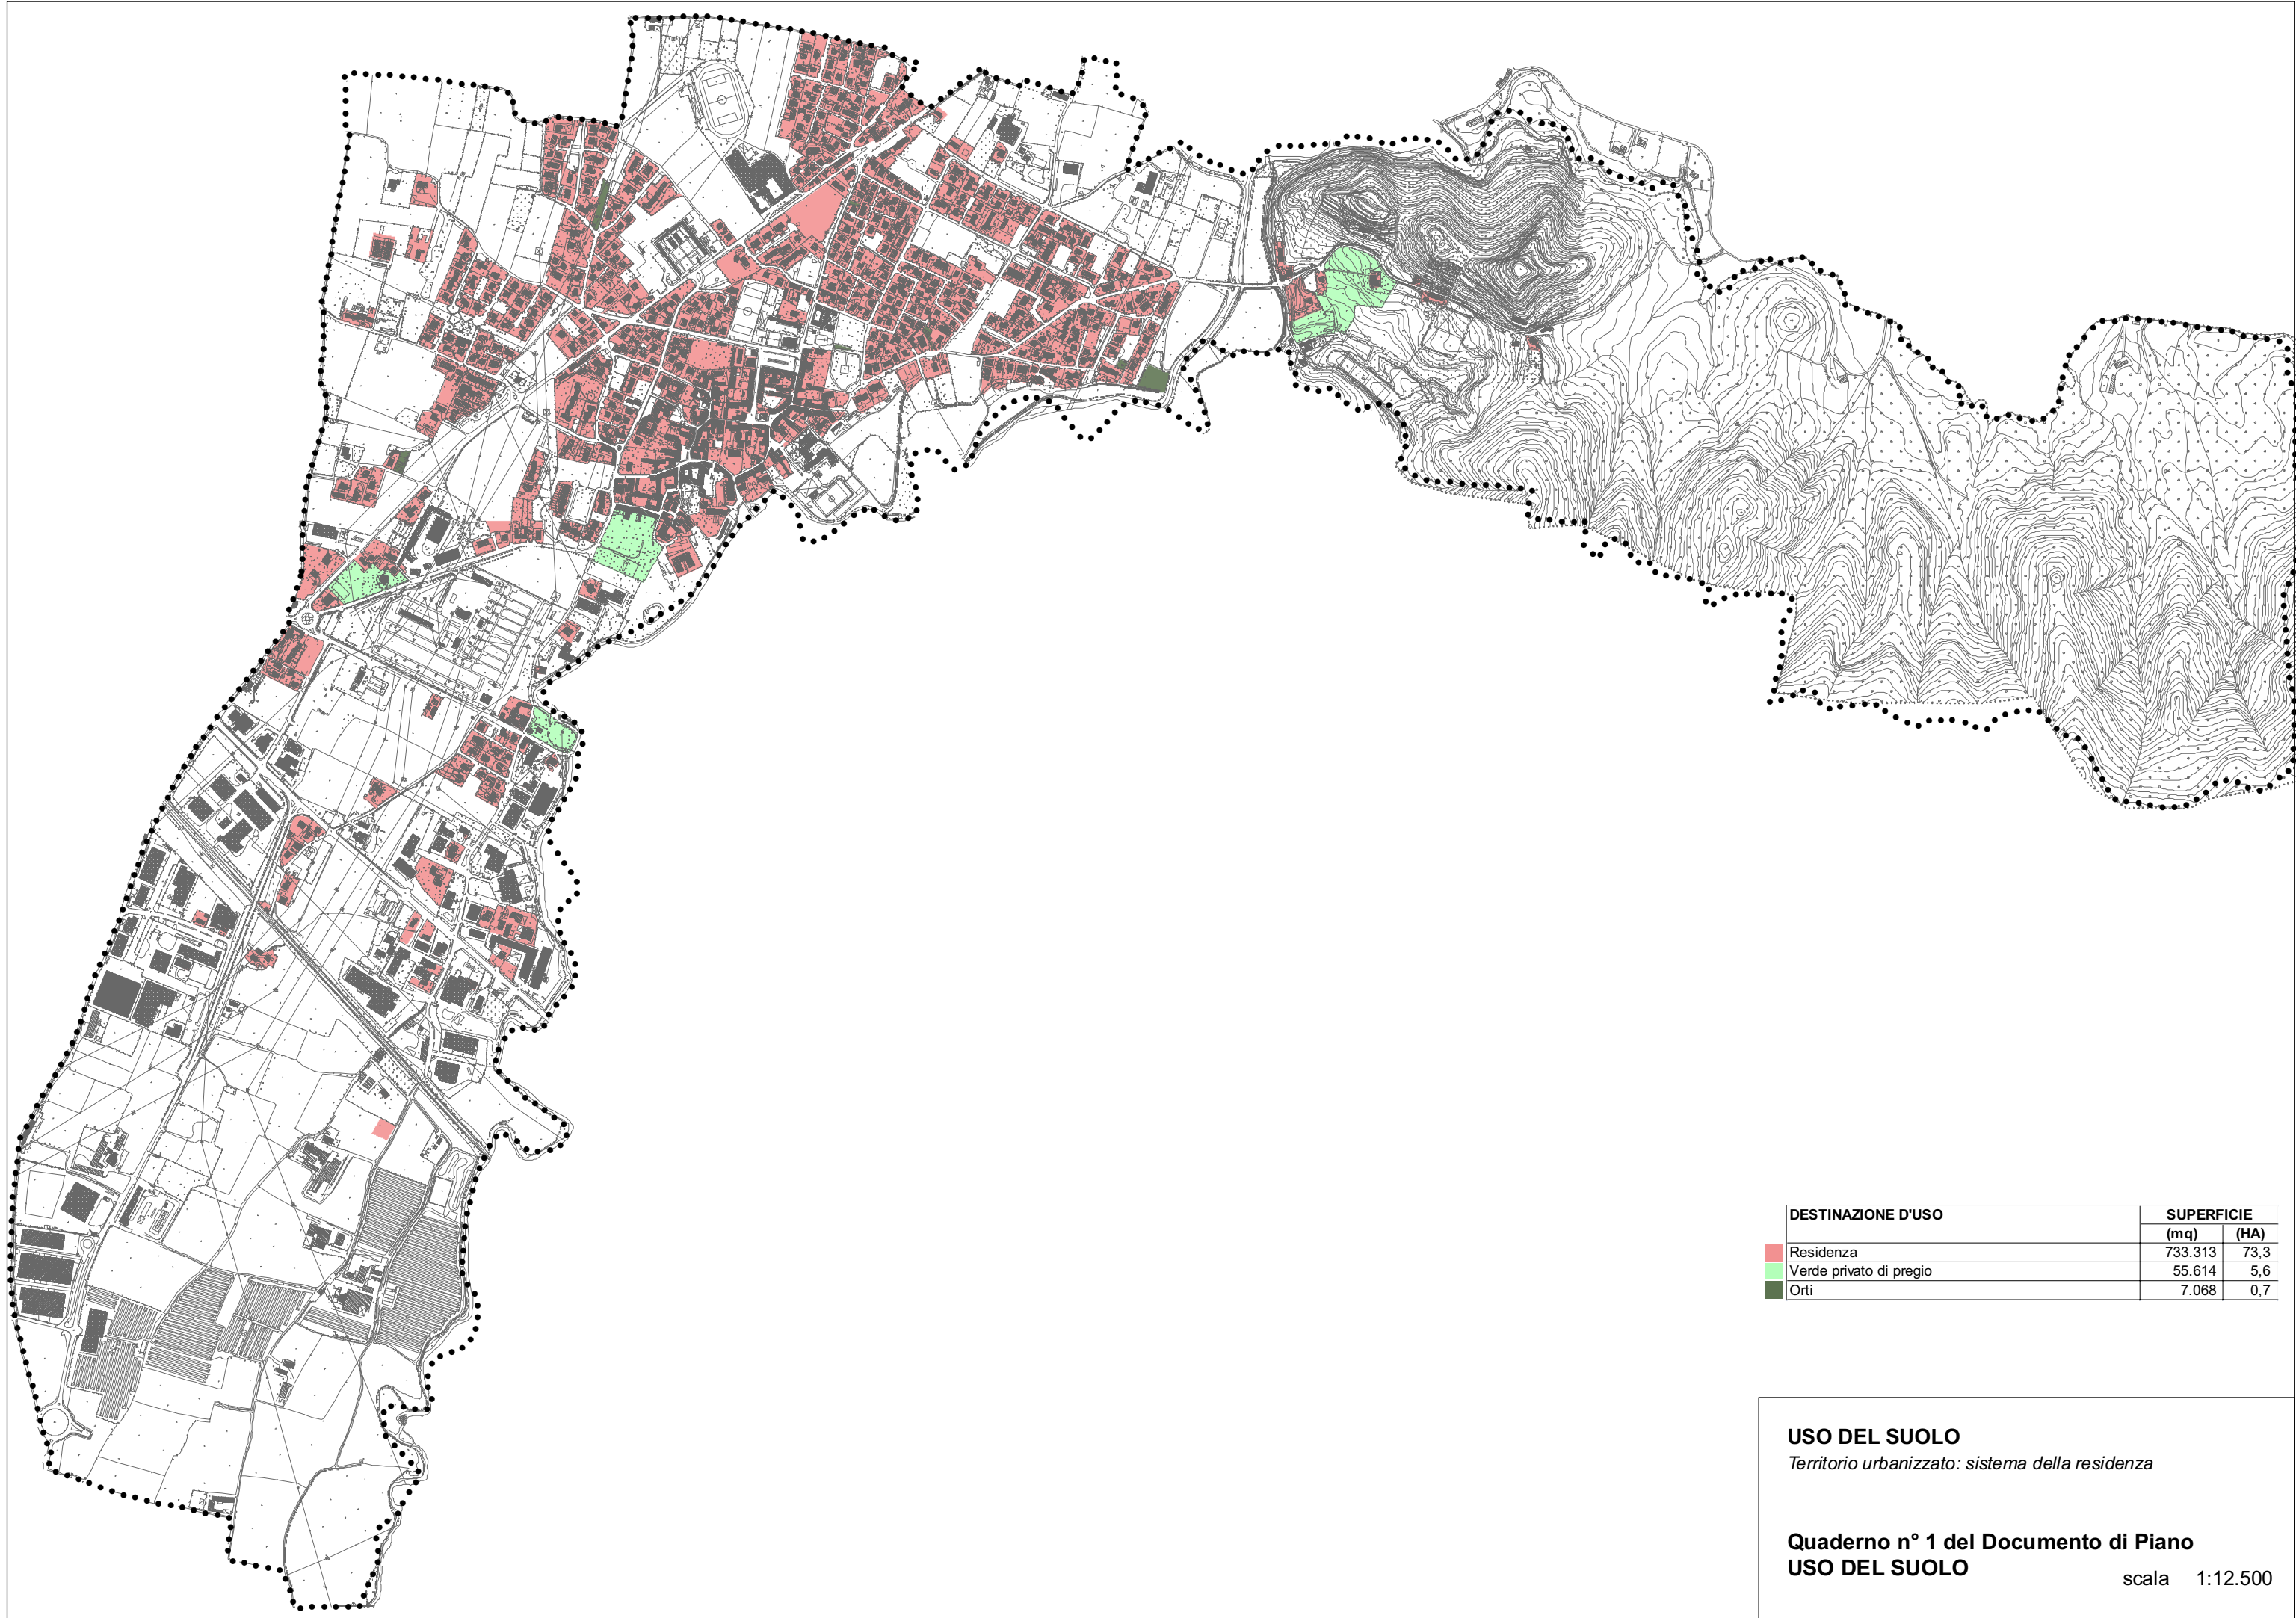 DESTINAZIONE D'USO SUPERFICIE
(mq) (HA)
Residenza 733.313 73,3
Verde privato di pregio 55.614 5,6
Orti 7.068 0,7
USO DEL SUOLO
Territorio urbanizzato: sistema della residenza
Quaderno n° 1 del Documento di Piano
USO DEL SUOLO
scala 1:12.500